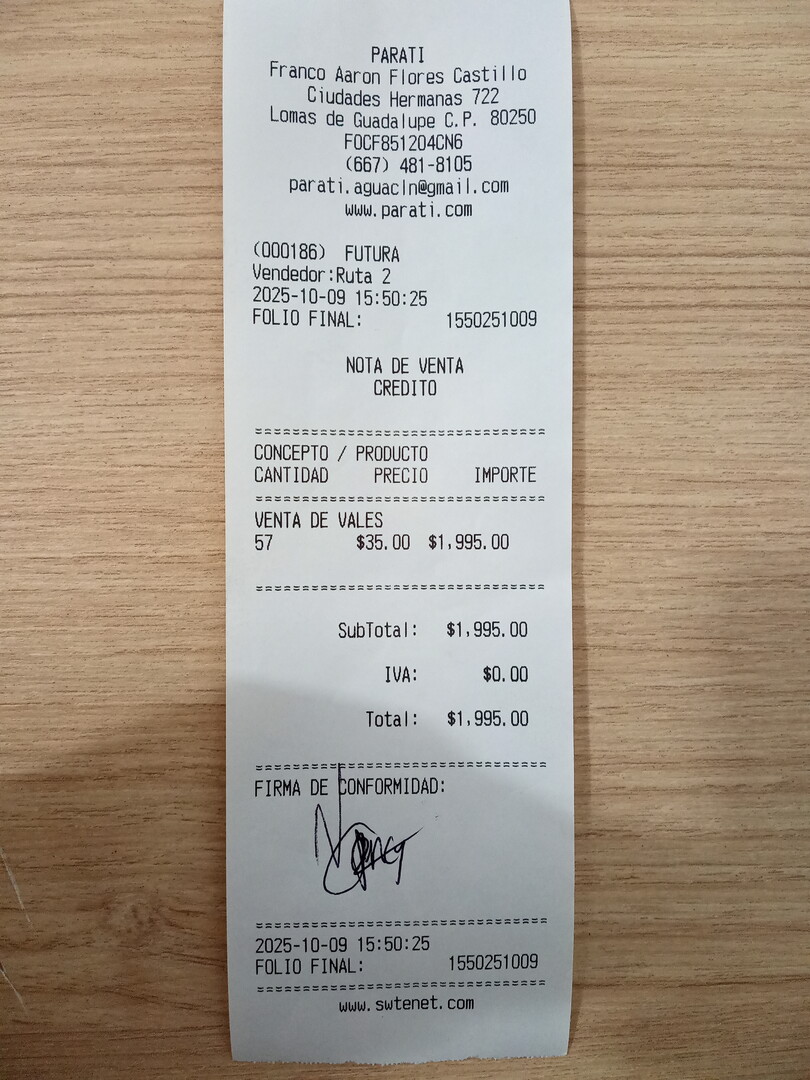 PARATI
Franco Aaron Flores Castillo
Ciudades Hermanas 722
Lomas de Guadalupe C.P. 80250
FOCF851204CN6
(667) 481-8105
parati.aguacln@gmail.com
www.parati.com
(000186) FUTURA
Vendedor:Ruta 2
2025-10-09 15:50:25
FOLIO FINAL: 1550251009
NOTA DE VENTA
CREDITO
CONCEPTO / PRODUCTO
CANTIDAD PRECIO IMPORTE
VENTA DE VALES
57 $35.00 $1,995.00
SubTotal: $1,995.00
IVA: $0.00
Total: $1,995.00
FIRMA DE CONFORMIDAD:
2025-10-09 15:50:25
FOLIO FINAL: 1550251009
www.swtenet.com